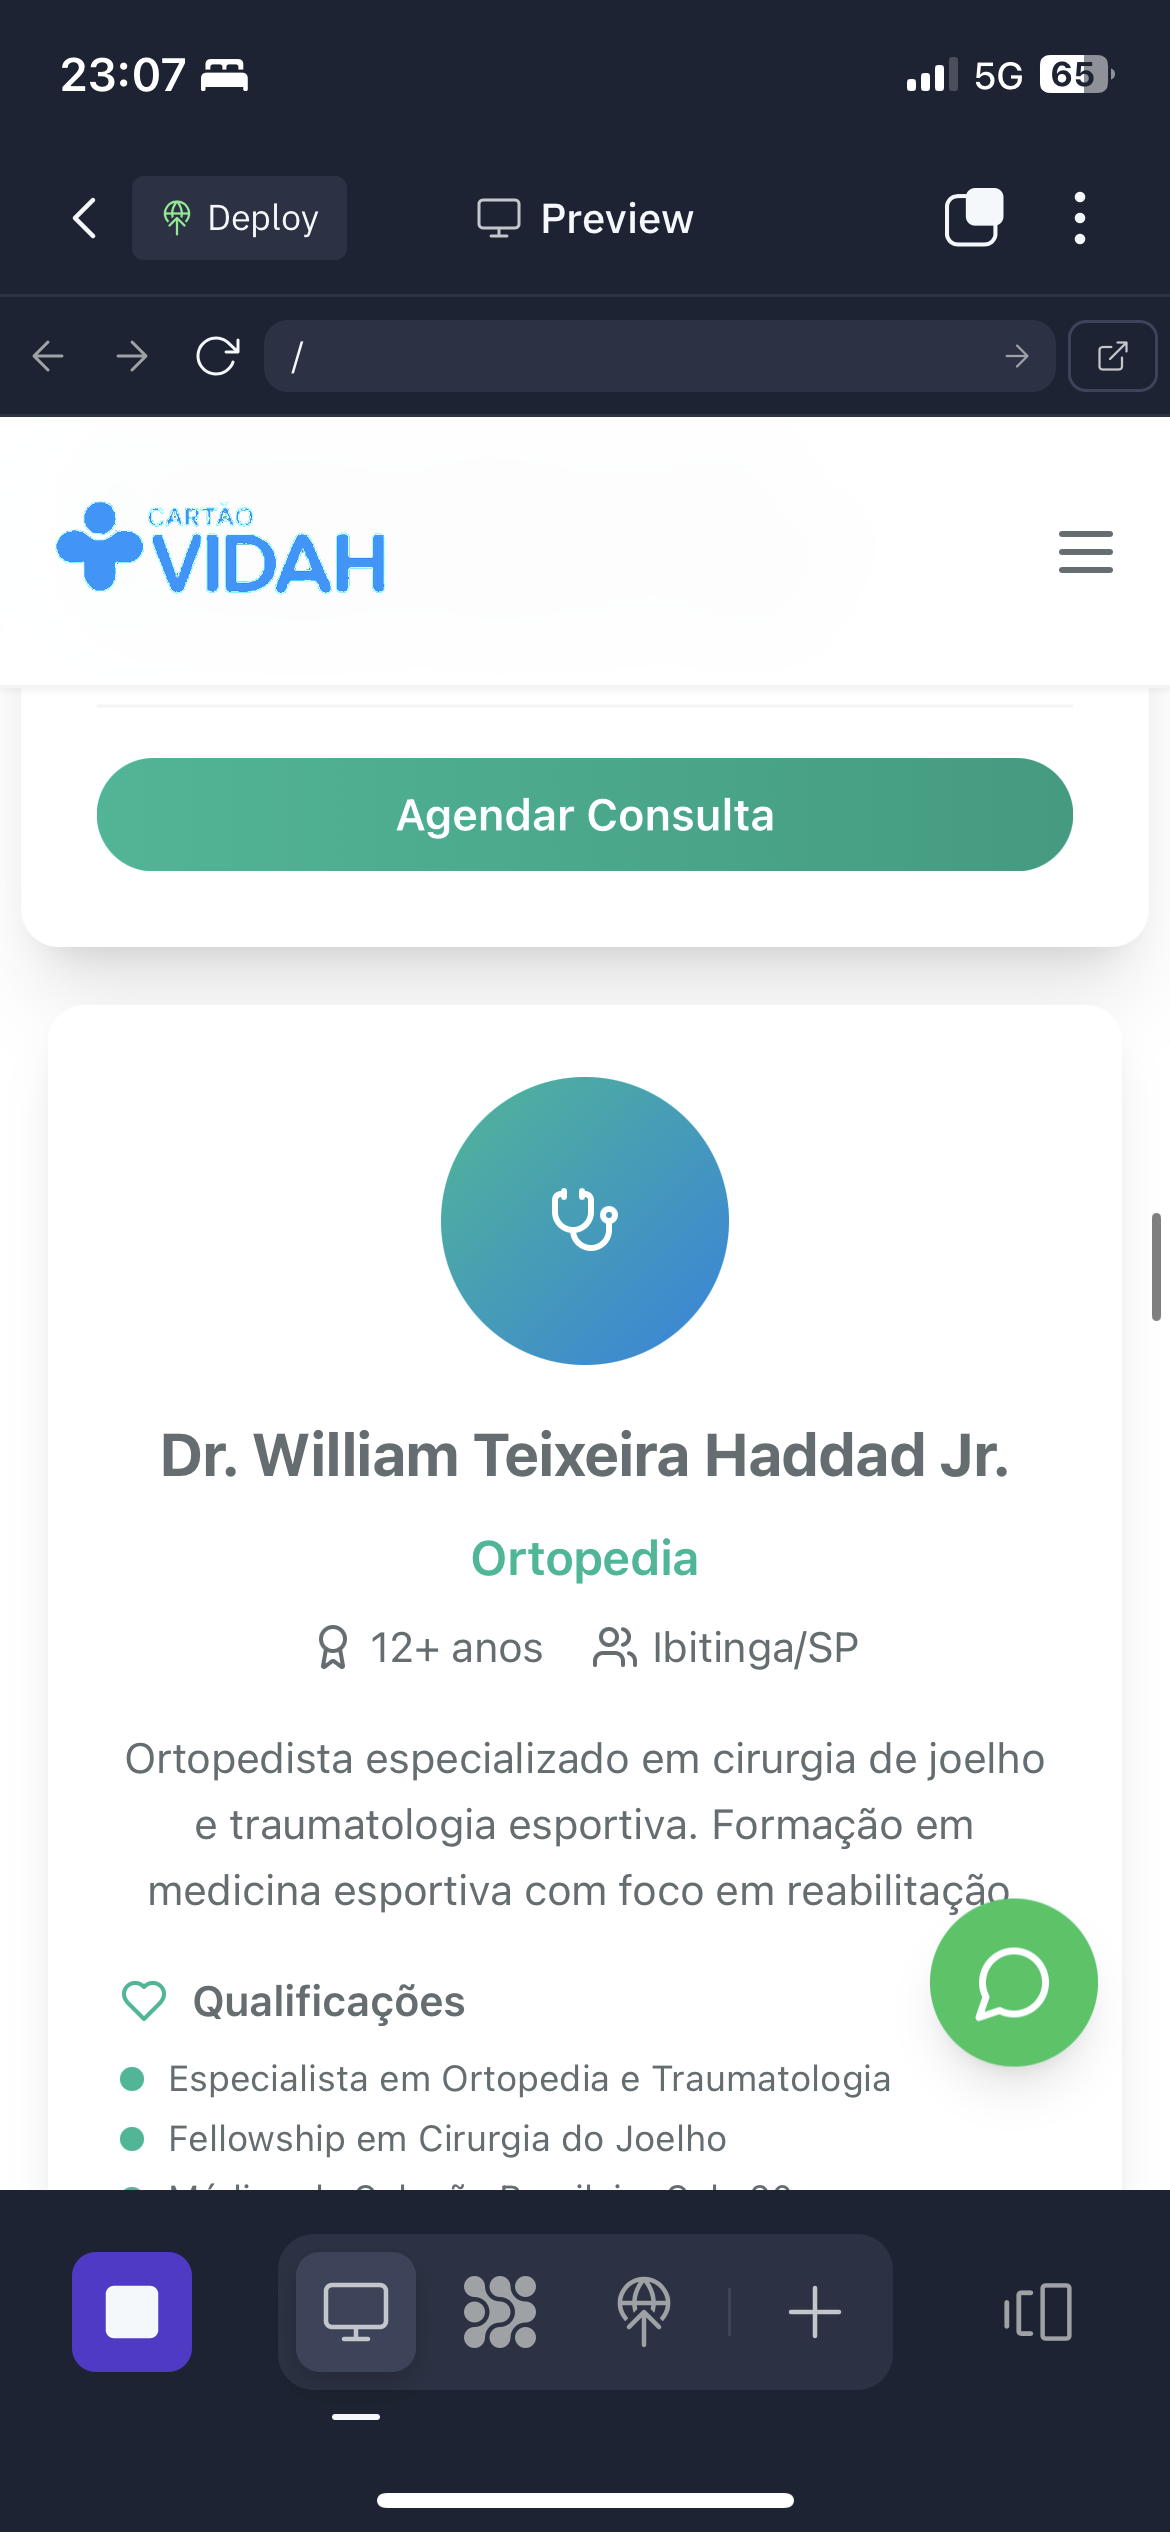 23:07
5G
65
Deploy
Preview
/
CARTÃO
VIDAH
Agendar Consulta
Dr. William Teixeira Haddad Jr.
Ortopedia
12+ anos
Ibitinga/SP
Ortopedista especializado em cirurgia de joelho
e traumatologia esportiva. Formação em
medicina esportiva com foco em reabilitação
Qualificações
Especialista em Ortopedia e Traumatologia
Fellowship em Cirurgia do Joelho